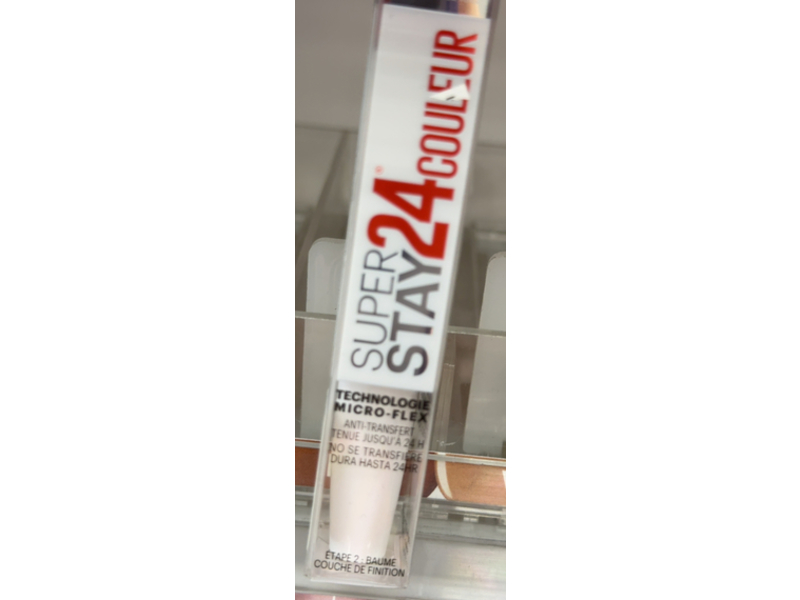 SUPER
STAY
24®
COULEUR
TECHNOLOGIE
MICRO-FLEX
ANTI-TRANSFERT
TENUE JUSQU'À 24H
NO SE TRANSFIERE
DURA HASTA 24HR
ÉTAPE 2 - BAUME
COUCHE DE FINITION